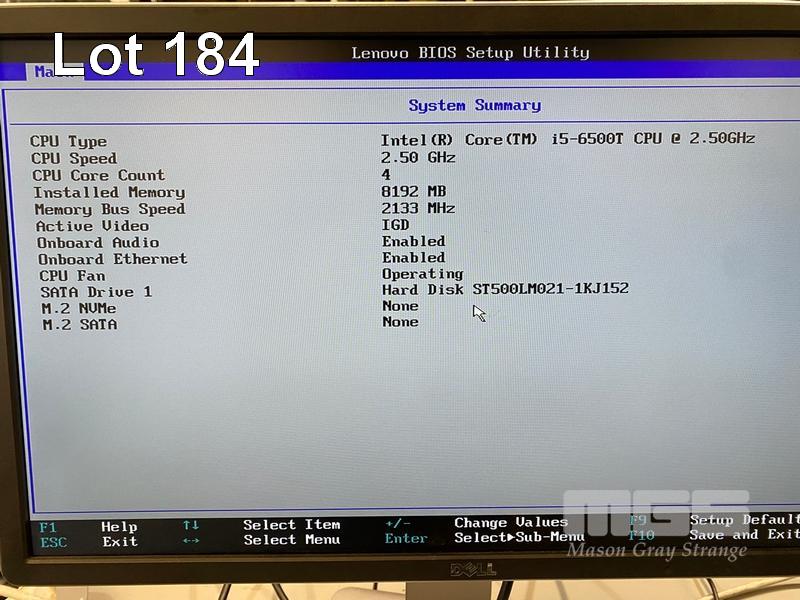 Lot 184
Lenovo BIOS Setup Utility
System Summary
CPU Type Intel(R) Core(TM) i5-6500T CPU @ 2.50GHz
CPU Speed 2.50 GHz
CPU Core Count 4
Installed Memory 8192 MB
Memory Bus Speed 2133 MHz
Active Video IGD
Onboard Audio Enabled
Onboard Ethernet Enabled
CPU Fan Operating
SATA Drive 1 Hard Disk ST500LM021-1KJ152
M.2 NVMe None
M.2 SATA None
F1 Help ↑↓ Select Item +/- Change Values F9 Setup Default
ESC Exit ←→ Select Menu Enter Select▶Sub-Menu F10 Save and Exit
MGS
Mason Gray Strange
DELL